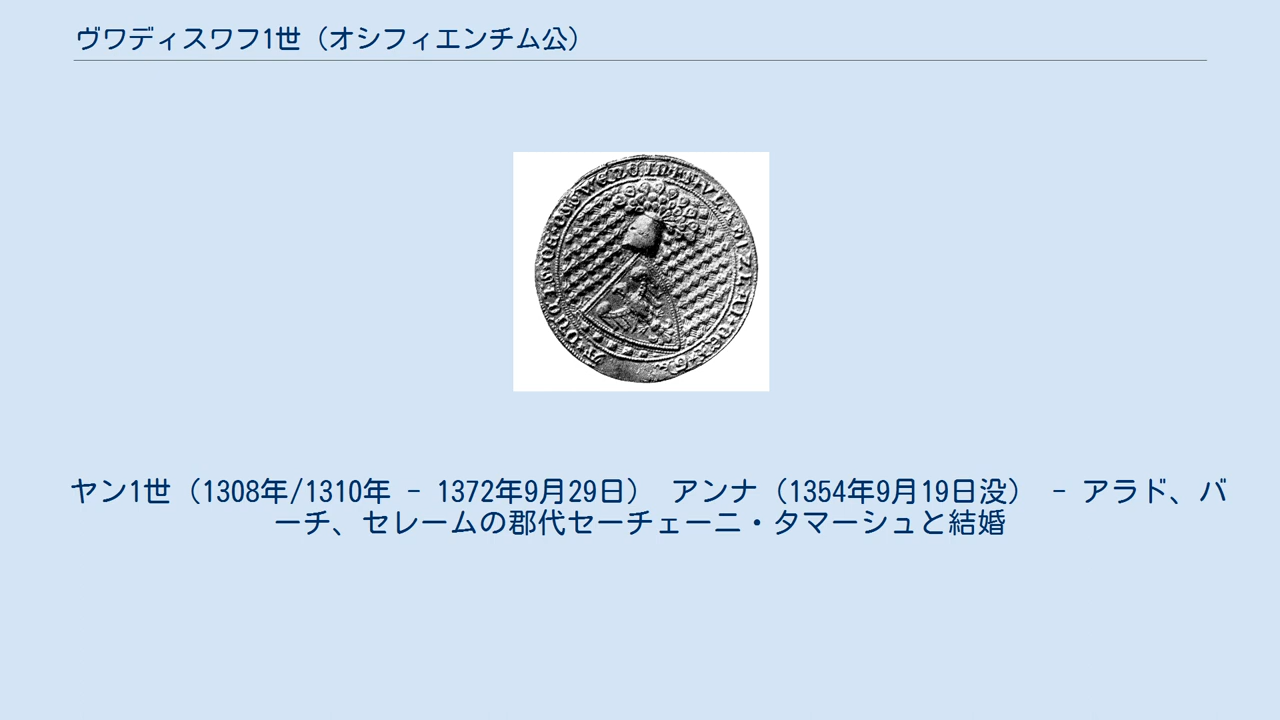 ヴワディスワフ1世（オシフィエンチム公）
ヤン1世（1308年/1310年 - 1372年9月29日） アンナ（1354年9月19日没） - アラド、バ
ーチ、セレームの郡代セーチェーニ・タマーシュと結婚